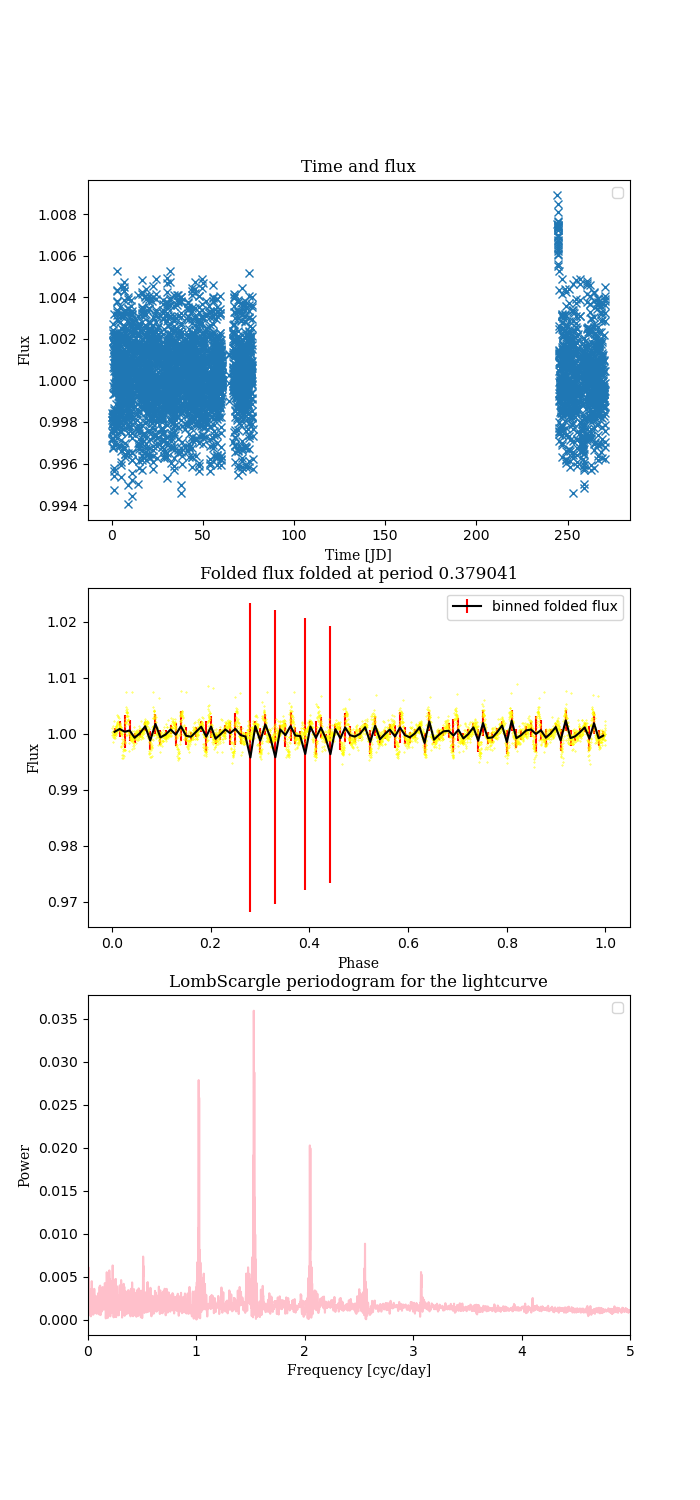 Time and flux
1.008
1.006
1.004
1.002
1.000
0.998
0.996
0.994
Flux
0 50 100 150 200 250
Time [JD]
Folded flux folded at period 0.379041
binned folded flux
1.02
1.01
1.00
0.99
0.98
0.97
Flux
0.0 0.2 0.4 0.6 0.8 1.0
Phase
LombScargle periodogram for the lightcurve
0.035
0.030
0.025
0.020
0.015
0.010
0.005
0.000
Power
0 1 2 3 4 5
Frequency [cyc/day]